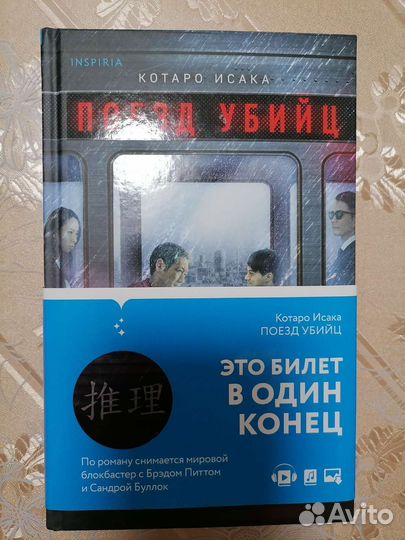 INSPIRIA
КОТАРО ИСАКА
ПОЕЗД УБИЙЦ
Котаро Исака
ПОЕЗД УБИЙЦ
ЭТО БИЛЕТ
В ОДИН
КОНЕЦ
推理
По роману снимается мировой
блокбастер с Брэдом Питтом
и Сандрой Буллок
Avito